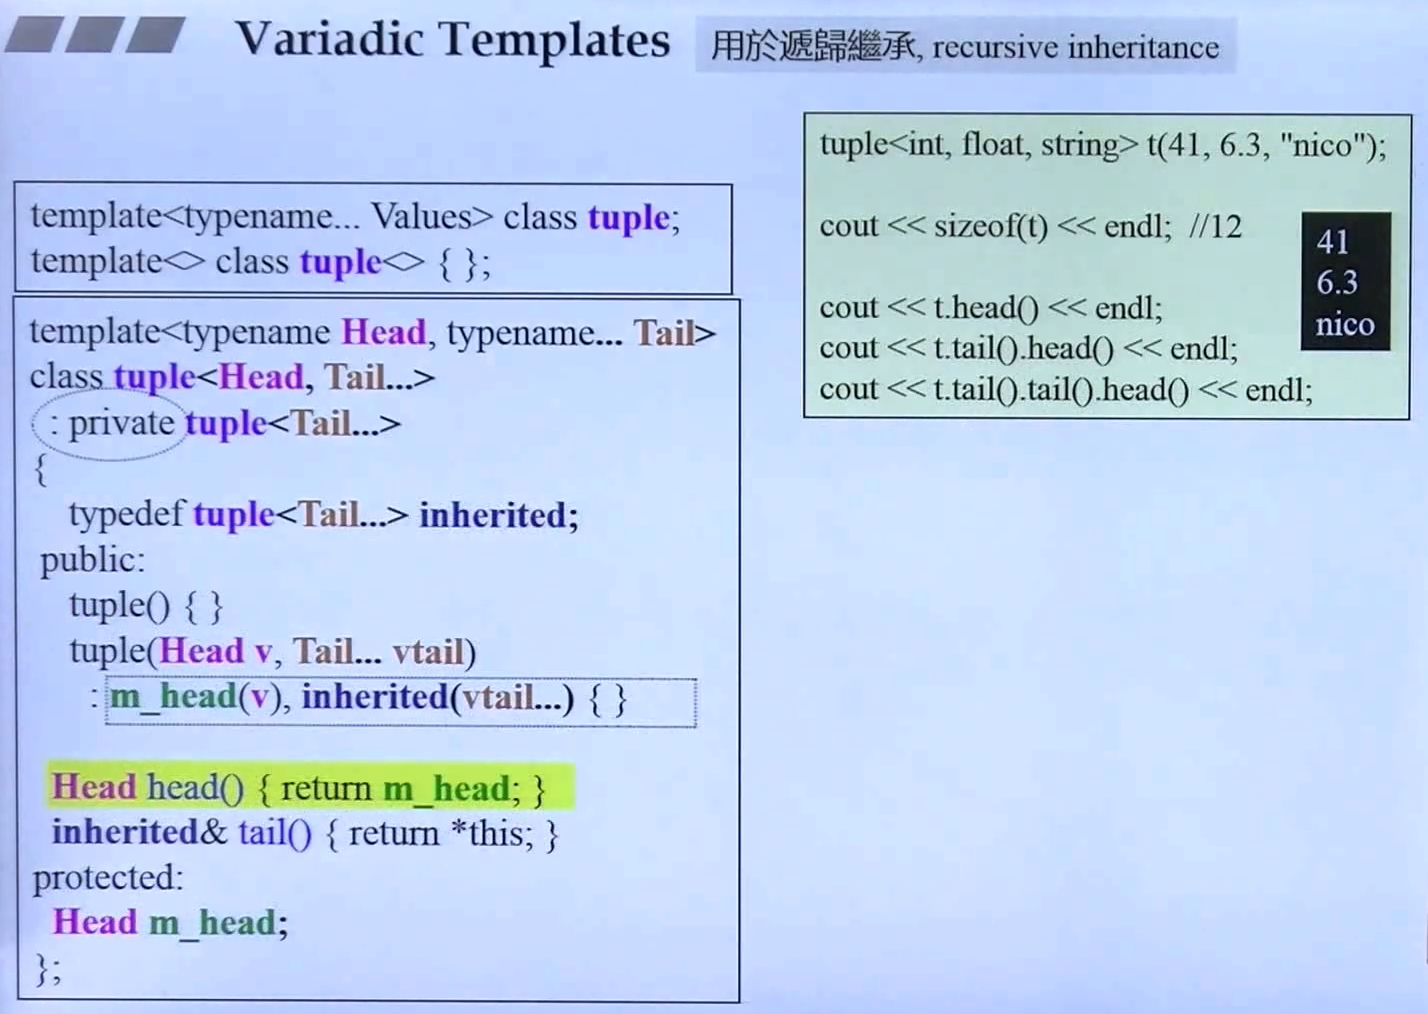 Variadic Templates 用於遞歸繼承, recursive inheritance
template<typename... Values> class tuple;
template<> class tuple<> { };
template<typename Head, typename... Tail>
class tuple<Head, Tail...>
: private tuple<Tail...>
{
typedef tuple<Tail...> inherited;
public:
tuple() { }
tuple(Head v, Tail... vtail)
: m_head(v), inherited(vtail...) { }
Head head() { return m_head; }
inherited& tail() { return *this; }
protected:
Head m_head;
};
tuple<int, float, string> t(41, 6.3, "nico");
cout << sizeof(t) << endl; //12
cout << t.head() << endl;
cout << t.tail().head() << endl;
cout << t.tail().tail().head() << endl;
41
6.3
nico